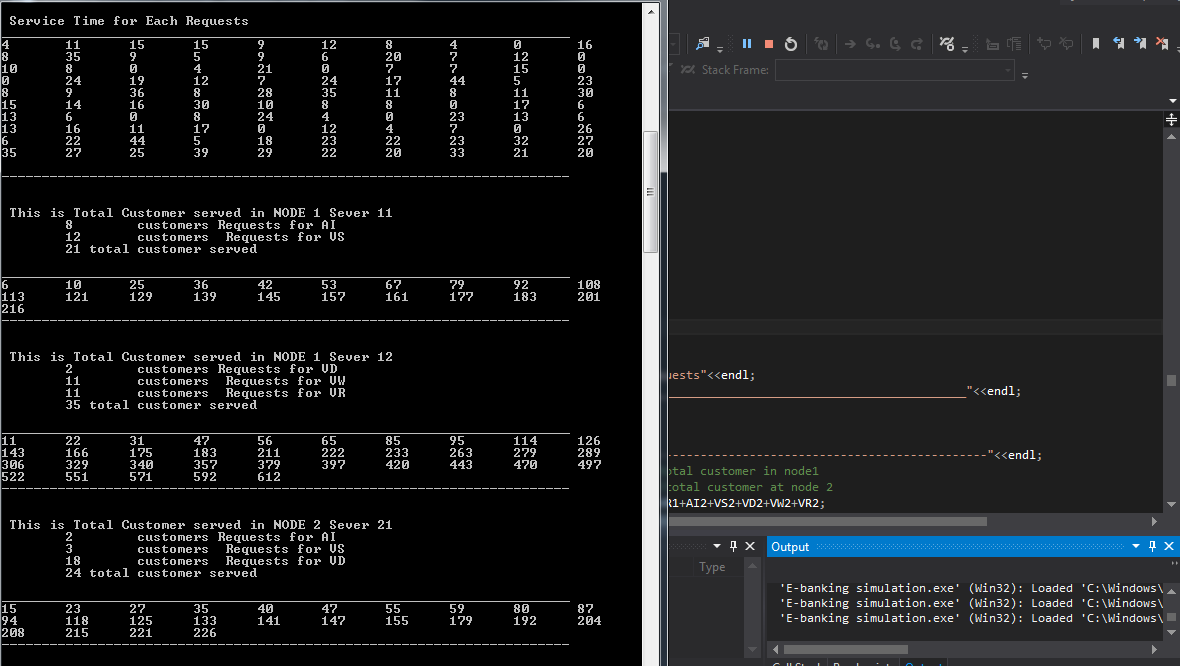 Service Time for Each Requests
4 11 15 15 9 12 8 4 0 16
8 35 9 5 9 6 20 7 12 0
10 8 0 4 21 0 7 7 15 0
0 24 19 12 7 24 17 44 5 23
8 9 36 8 28 35 11 8 11 30
15 14 16 30 10 8 8 0 17 6
13 6 0 8 24 4 0 23 13 6
13 16 11 17 0 12 4 7 0 26
6 22 44 5 18 23 22 23 32 27
35 27 25 39 29 22 20 33 21 20
This is Total Customer served in NODE 1 Sever 11
8 customers Requests for AI
12 customers Requests for VS
21 total customer served
6 10 25 36 42 53 67 79 92 108
113 121 129 139 145 157 161 177 183 201
216
This is Total Customer served in NODE 1 Sever 12
2 customers Requests for VD
11 customers Requests for VW
11 customers Requests for VR
35 total customer served
11 22 31 47 56 65 85 95 114 126
143 166 175 183 211 222 233 263 279 289
306 329 340 357 379 397 420 443 470 497
522 551 571 592 612
This is Total Customer served in NODE 2 Sever 21
2 customers Requests for AI
3 customers Requests for VS
18 customers Requests for VD
24 total customer served
15 23 27 35 40 47 55 59 80 87
94 118 125 133 141 147 155 179 192 204
208 215 221 226
Stack Frame:
uests"<<endl;
"<<endl;
"<<endl;
otal customer in node1
total customer at node 2
R1+AI2+VS2+VD2+VW2+VR2;
Type
Output
'E-banking simulation.exe' (Win32): Loaded 'C:\Windows\
'E-banking simulation.exe' (Win32): Loaded 'C:\Windows\
'E-banking simulation.exe' (Win32): Loaded 'C:\Windows\